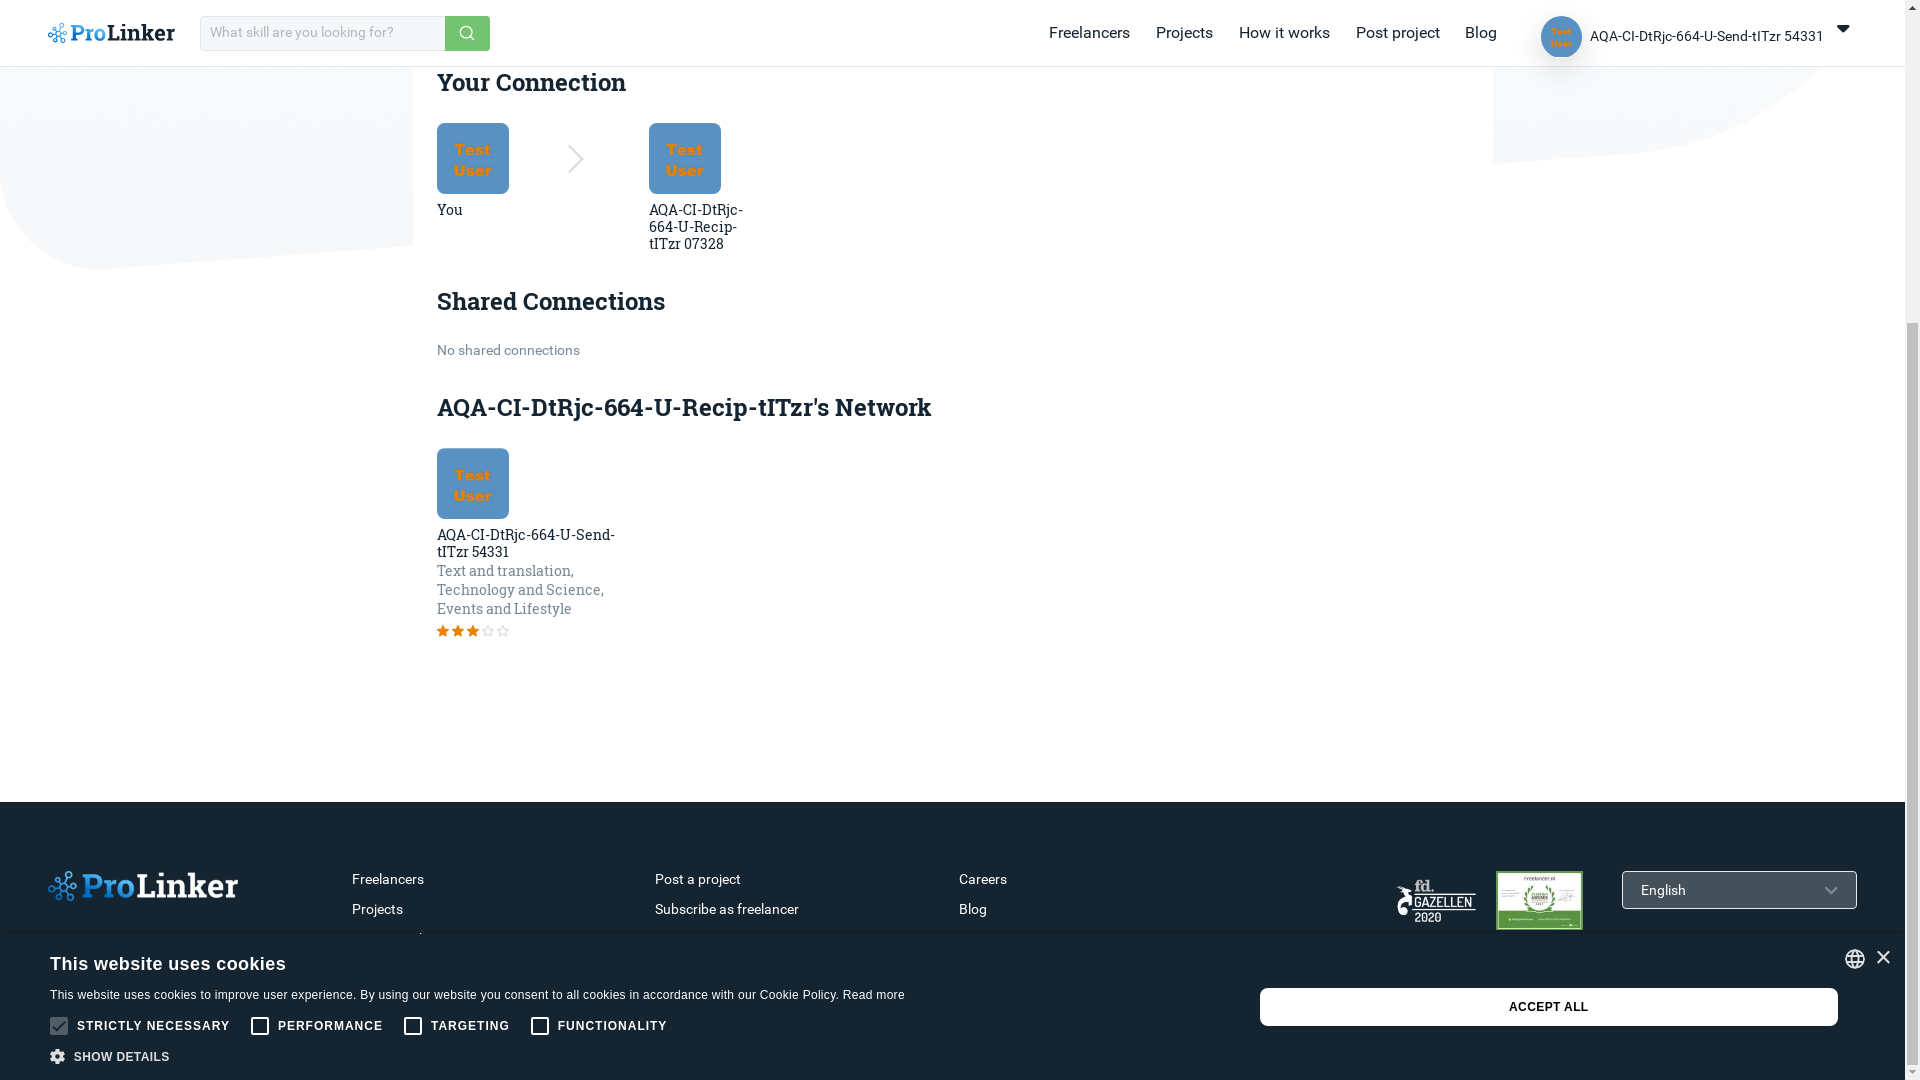 ProLinker
What skill are you looking for?
Freelancers
Projects
How it works
Post project
Blog
Test
User
AQA-CI-DtRjc-664-U-Send-tITzr 54331
Your Connection
Test
User
Test
User
You
AQA-CI-DtRjc-
664-U-Recip-
tITzr 07328
Shared Connections
No shared connections
AQA-CI-DtRjc-664-U-Recip-tITzr's Network
Test
User
AQA-CI-DtRjc-664-U-Send-
tITzr 54331
Text and translation,
Technology and Science,
Events and Lifestyle
ProLinker
Freelancers
Projects
Post a project
Subscribe as freelancer
Careers
Blog
fd.
GAZELLEN
2020
Freelancer.nl
English
This website uses cookies
This website uses cookies to improve user experience. By using our website you consent to all cookies in accordance with our Cookie Policy. Read more
STRICTLY NECESSARY
PERFORMANCE
TARGETING
FUNCTIONALITY
SHOW DETAILS
ACCEPT ALL